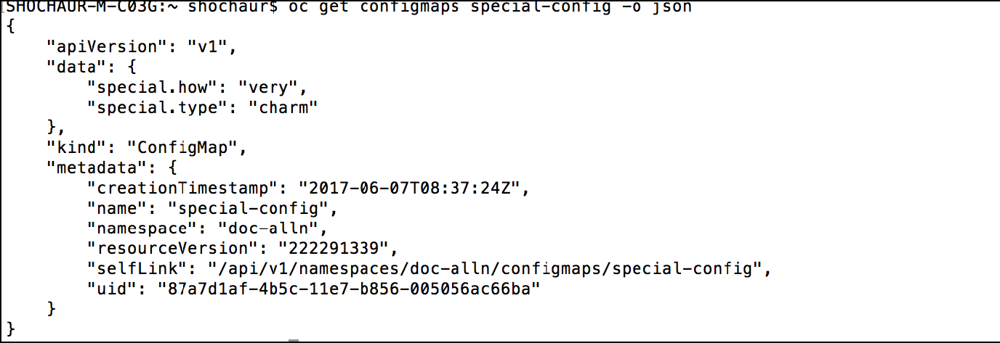 SHOCHAUR-M-C03G:~ shochaur$ oc get configmaps special-config -o json
{
    "apiVersion": "v1",
    "data": {
        "special.how": "very",
        "special.type": "charm"
    },
    "kind": "ConfigMap",
    "metadata": {
        "creationTimestamp": "2017-06-07T08:37:24Z",
        "name": "special-config",
        "namespace": "doc-alln",
        "resourceVersion": "222291339",
        "selfLink": "/api/v1/namespaces/doc-alln/configmaps/special-config",
        "uid": "87a7d1af-4b5c-11e7-b856-005056ac66ba"
    }
}